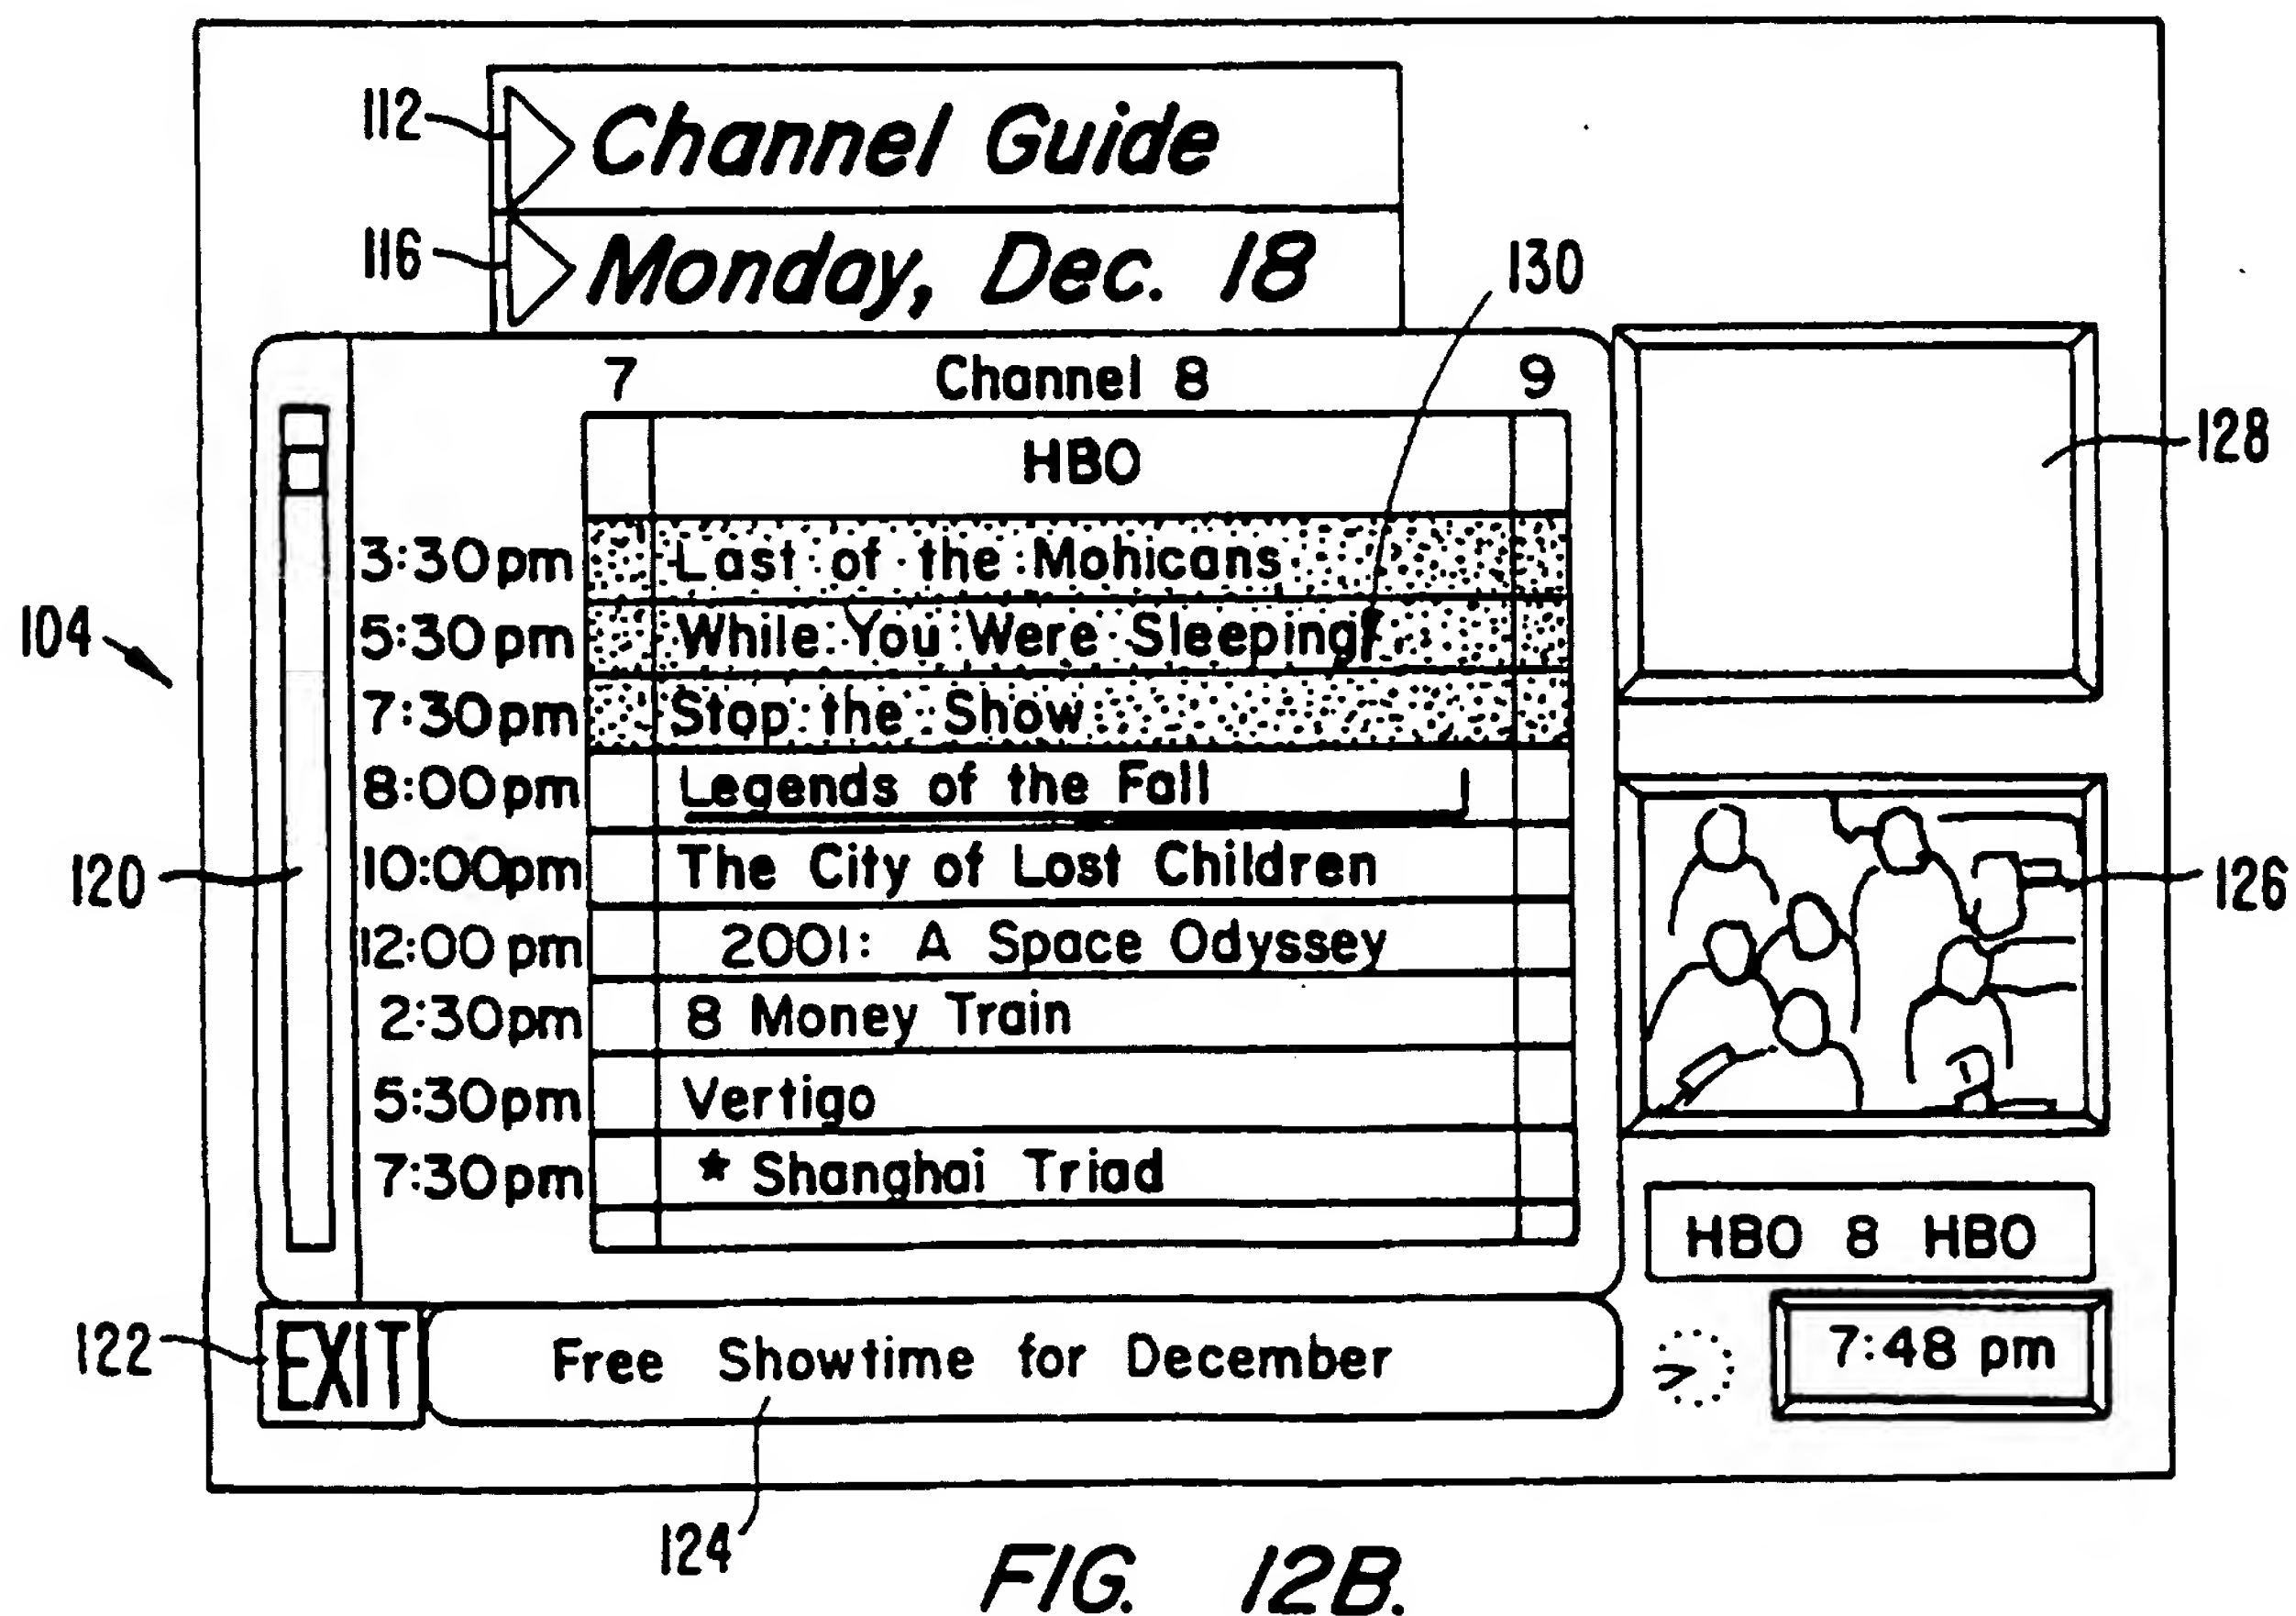 112
Channel Guide
116
Monday, Dec. 18
130
7 Channel 8 9
HBO
128
3:30pm Last of the Mohicans
104
5:30pm While You Were Sleeping
7:30pm Stop the Show
8:00pm Legends of the Fall
120
10:00pm The City of Lost Children
126
12:00 pm 2001: A Space Odyssey
2:30pm 8 Money Train
5:30pm Vertigo
7:30pm ★ Shanghai Triad
HBO 8 HBO
122
EXIT
Free Showtime for December
7:48 pm
124
FIG. 12B.